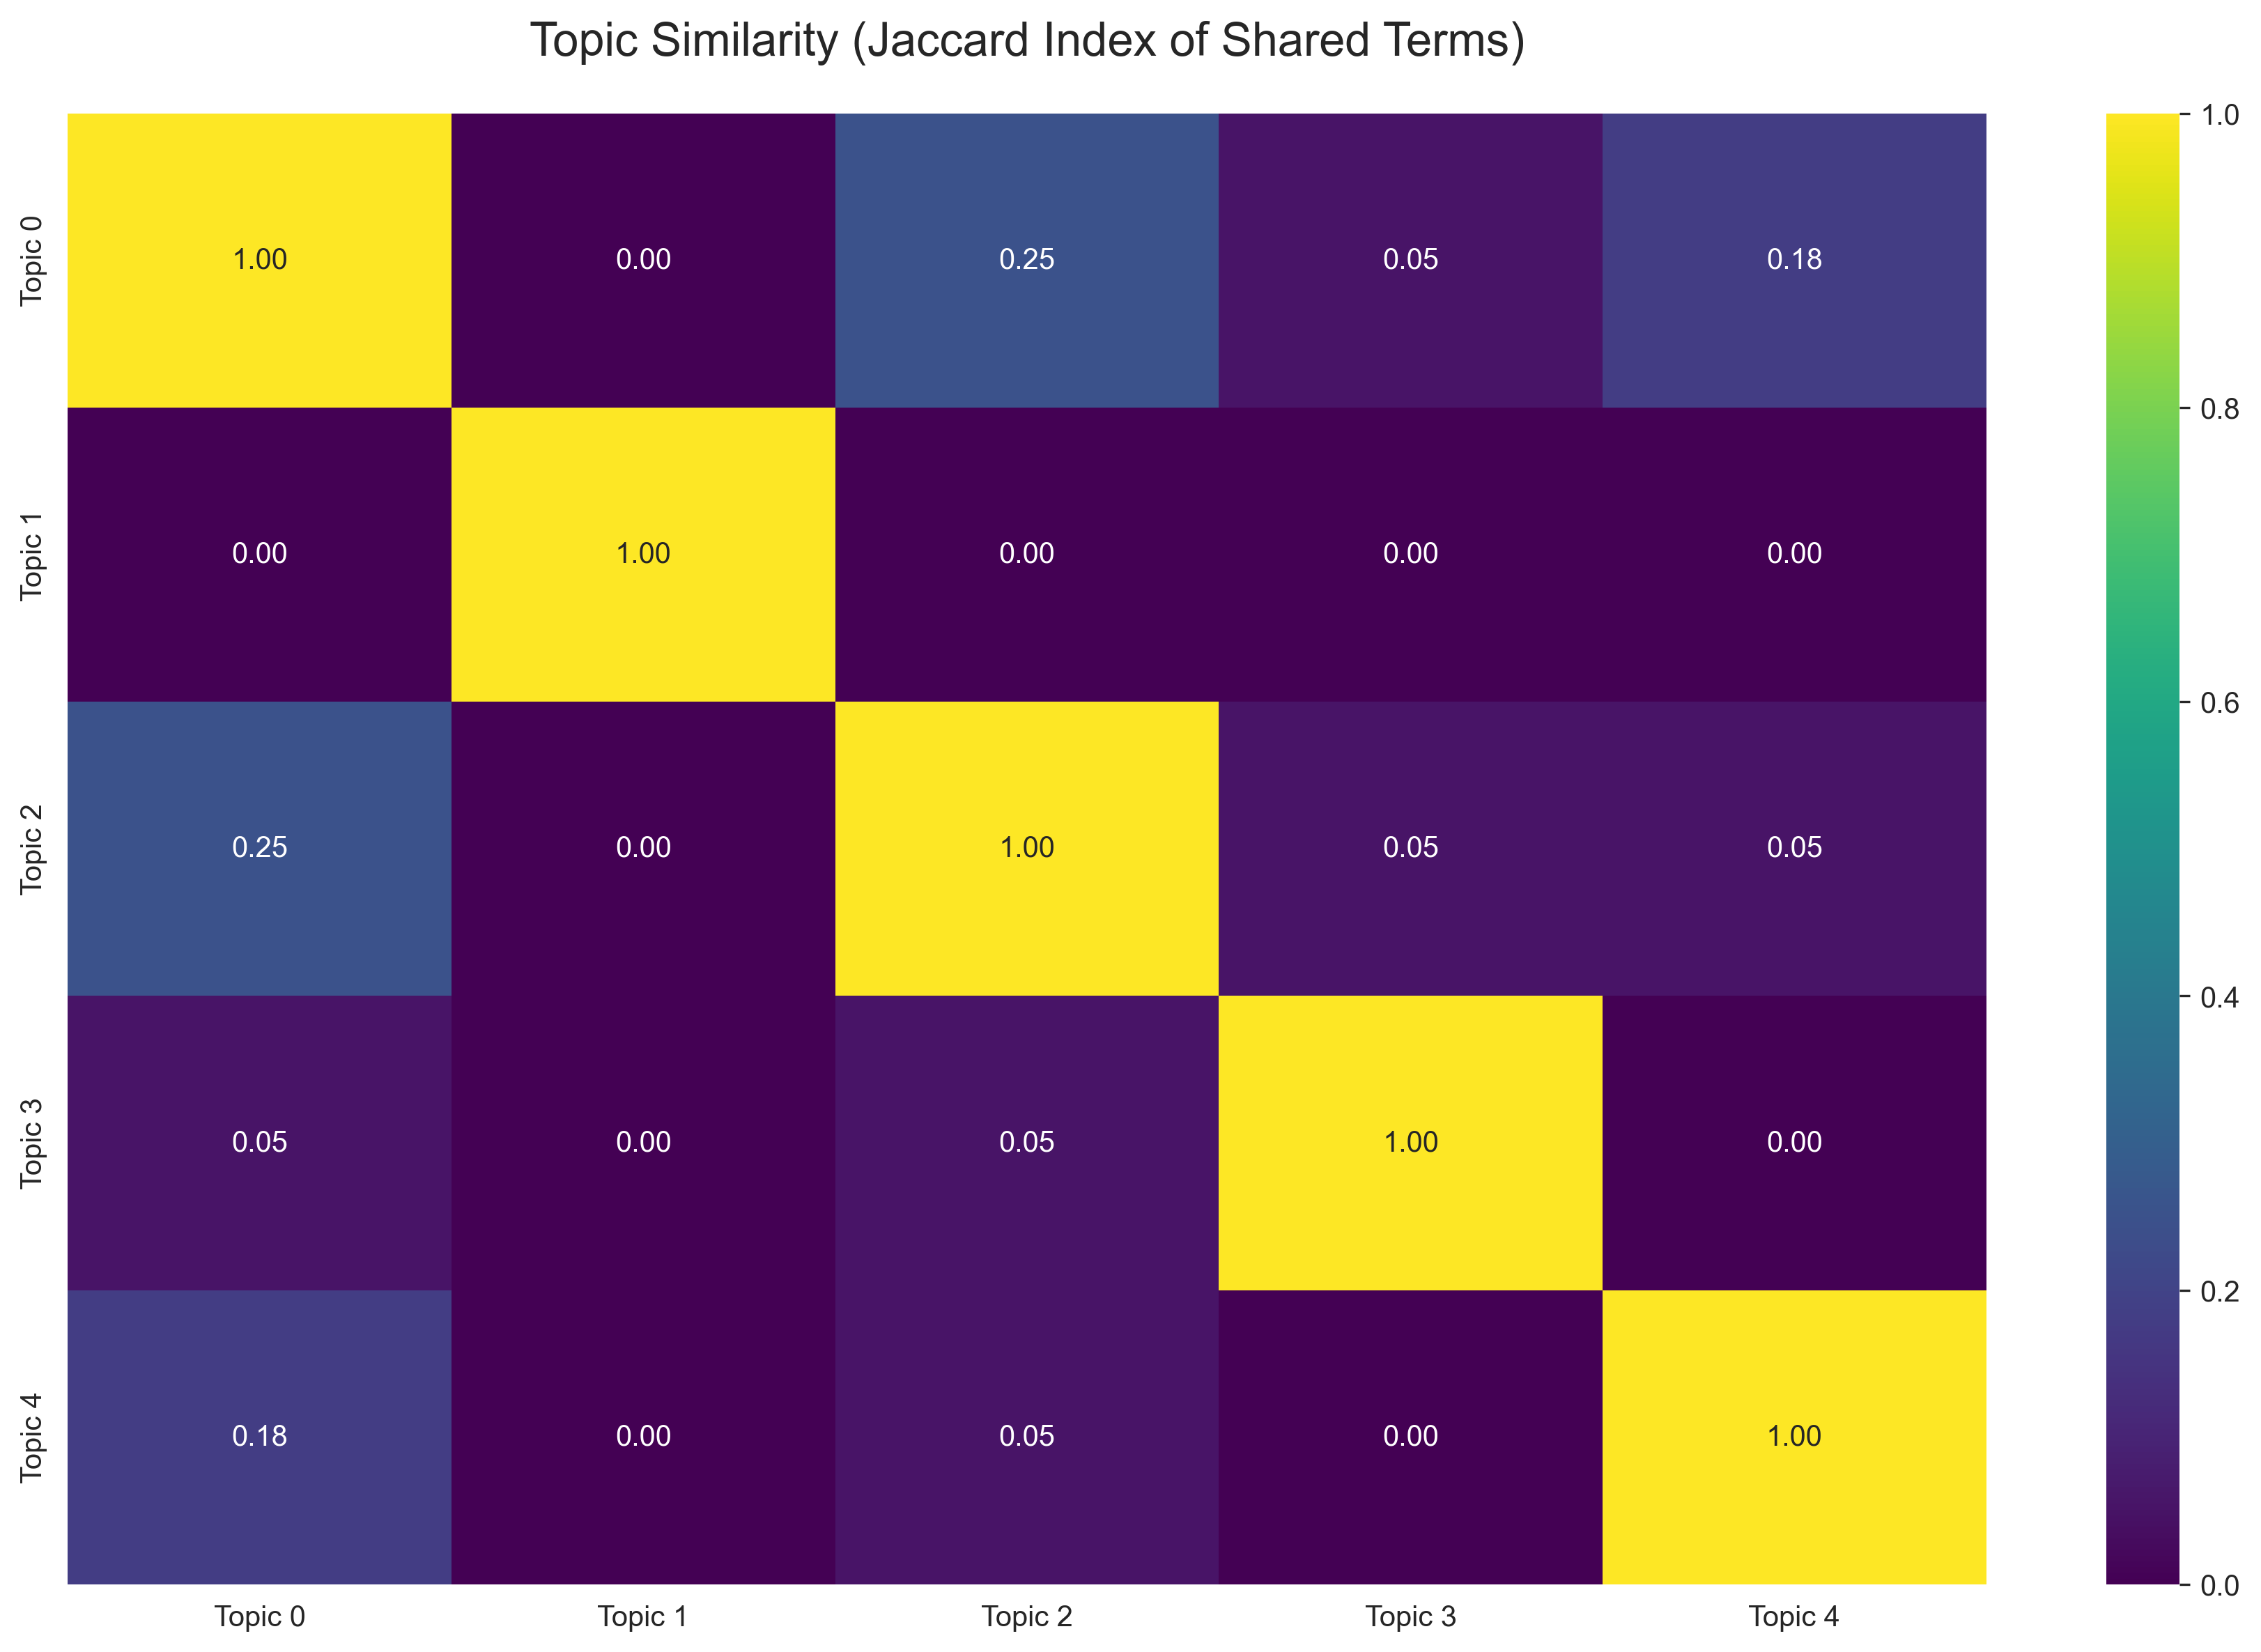 Topic Similarity (Jaccard Index of Shared Terms)
Topic 0
1.00 0.00 0.25 0.05 0.18
Topic 1
0.00 1.00 0.00 0.00 0.00
Topic 2
0.25 0.00 1.00 0.05 0.05
Topic 3
0.05 0.00 0.05 1.00 0.00
Topic 4
0.18 0.00 0.05 0.00 1.00
Topic 0 Topic 1 Topic 2 Topic 3 Topic 4
1.0
0.8
0.6
0.4
0.2
0.0